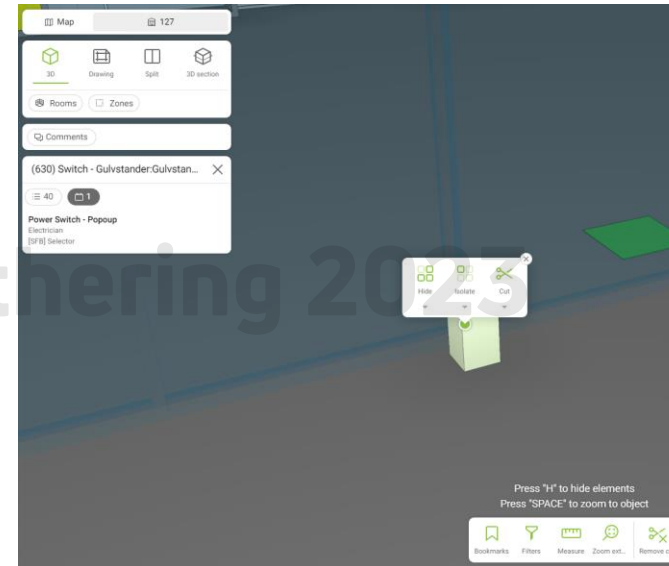 Map
127
3D
Drawing
Split
2D section
Rooms
Zones
Comments
(630) Switch - Gulvstander:Gulvstan...
40
1
Power Switch - Popoup
Electrician
[SFB] Selector
thering 2023
Hide
Isolate
Cut
Press "H" to hide elements
Press "SPACE" to zoom to object
Bookmarks
Filters
Measure
Zoom ext..
Remove c